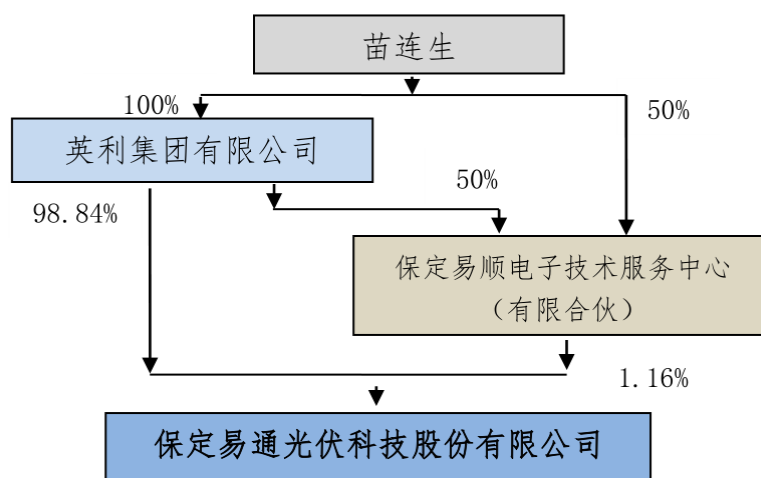 苗连生
100%
50%
英利集团有限公司
50%
98.84%
保定易顺电子技术服务中心
（有限合伙）
1.16%
保定易通光伏科技股份有限公司